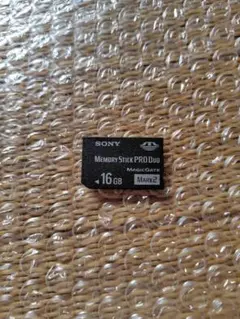 SONY
MEMORY STICK PRO DUO
MAGICGATE
16GB
MARK2